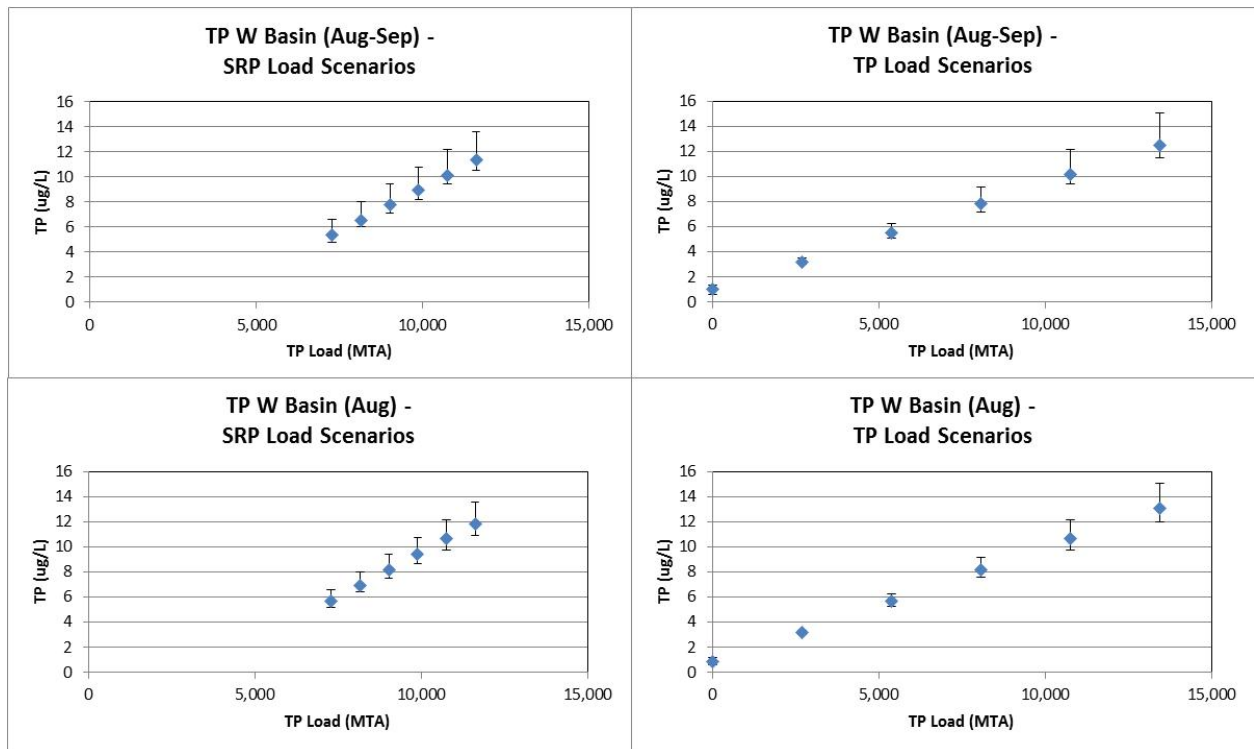 TP W Basin (Aug-Sep) -
SRP Load Scenarios
16
14
12
10
8
6
4
2
0
TP (ug/L)
0 5,000 10,000 15,000
TP Load (MTA)
TP W Basin (Aug-Sep) -
TP Load Scenarios
16
14
12
10
8
6
4
2
0
TP (ug/L)
0 5,000 10,000 15,000
TP Load (MTA)
TP W Basin (Aug) -
SRP Load Scenarios
16
14
12
10
8
6
4
2
0
TP (ug/L)
0 5,000 10,000 15,000
TP Load (MTA)
TP W Basin (Aug) -
TP Load Scenarios
16
14
12
10
8
6
4
2
0
TP (ug/L)
0 5,000 10,000 15,000
TP Load (MTA)